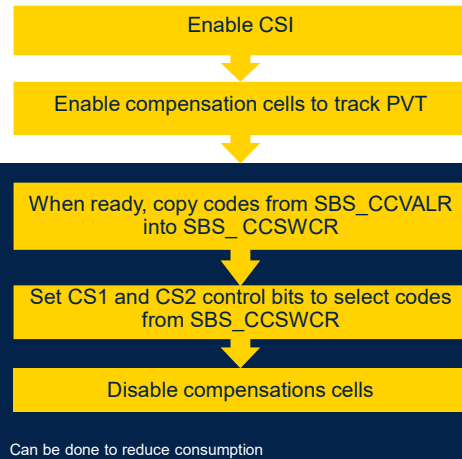 Enable CSI
Enable compensation cells to track PVT
When ready, copy codes from SBS_CCVALR
into SBS_ CCSWCR
Set CS1 and CS2 control bits to select codes
from SBS_CCSWCR
Disable compensations cells
Can be done to reduce consumption